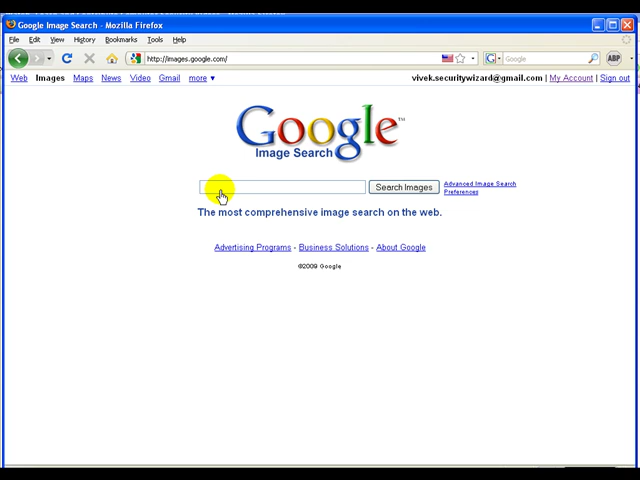 Google Image Search - Mozilla Firefox
File Edit View History Bookmarks Tools Help
http://images.google.com/ Google ABP
Web Images Maps News Video Gmail more ▼ vivek.securitywizard@gmail.com | My Account | Sign out
Google™
Image Search
Search Images Advanced Image Search
Preferences
The most comprehensive image search on the web.
Advertising Programs - Business Solutions - About Google
©2009 Google